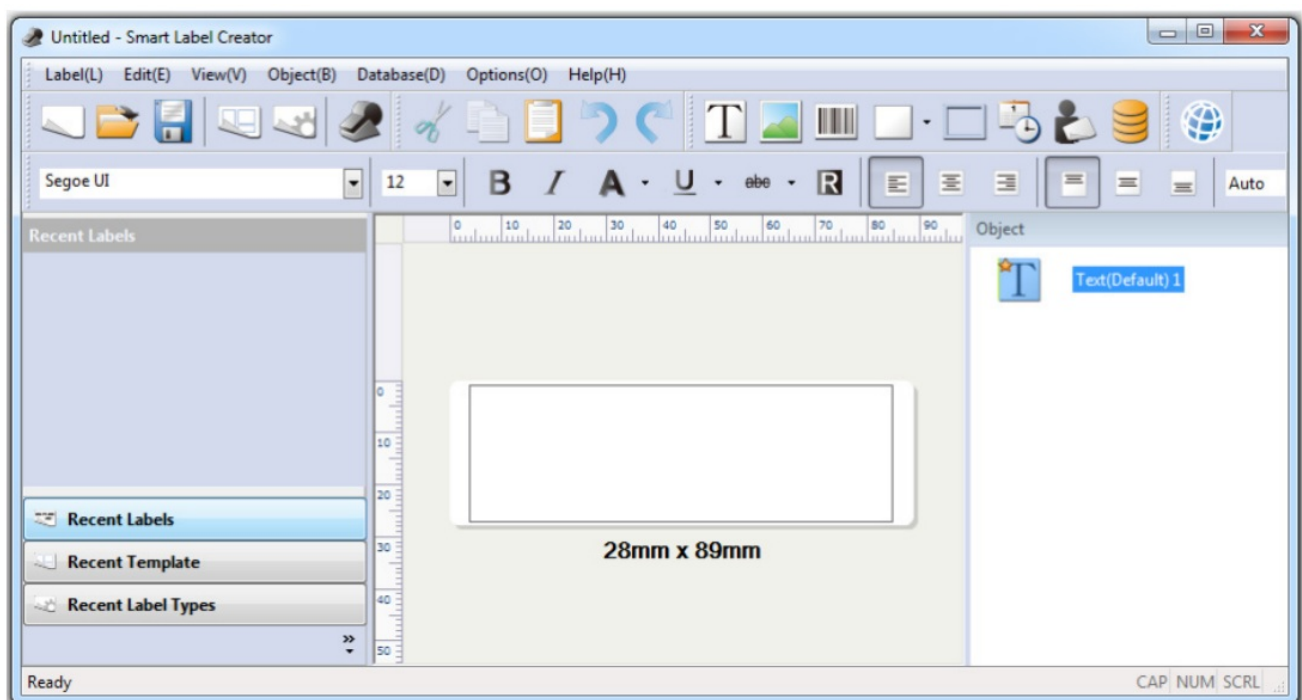 Untitled - Smart Label Creator
Label(L) Edit(E) View(V) Object(B) Database(D) Options(O) Help(H)
T 1
Segoe UI 12 B I A U abc R Auto
Recent Labels
0 10 20 30 40 50 60 70 80 90
Object
T Text(Default) 1
0
10
20
30
40
50
28mm x 89mm
Recent Labels
Recent Template
Recent Label Types
Ready
CAP NUM SCRL